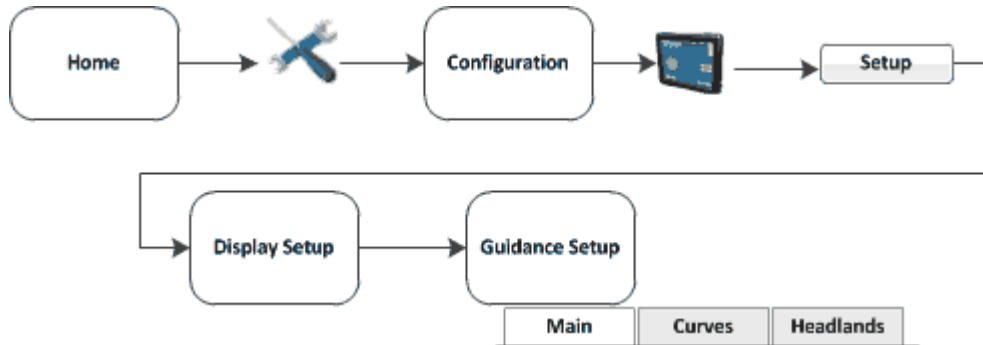 Home
Configuration
Setup
Display Setup
Guidance Setup
Main
Curves
Headlands